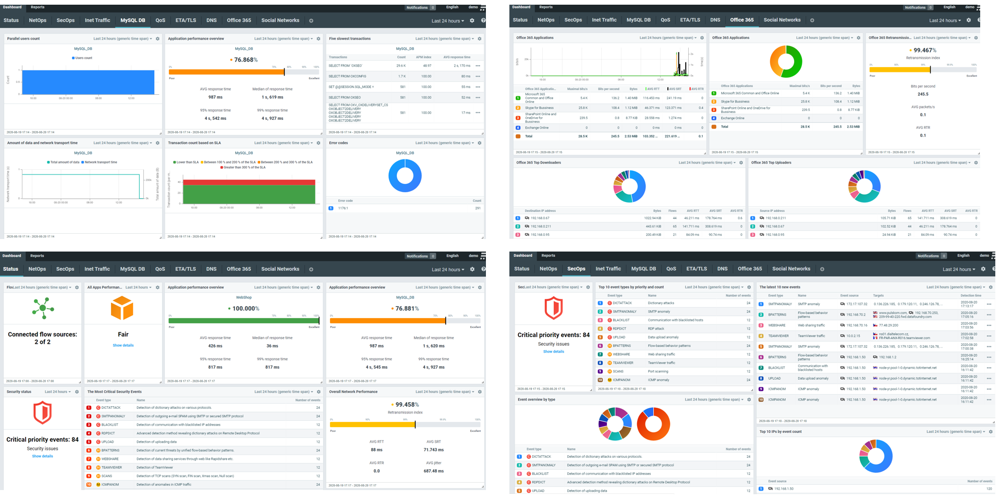 Dashboard Reports Notifications 0 English demo
Status NetOps SecOps Inet Traffic MySQL DB QoS ETA/TLS DNS Office 365 Social Networks Last 24 hours
Parallel users count Last 24 hours (generic time span)
MySQL_DB
Users count
Count
1
0.5
0
18:00 08-20 00:00 06:00 12:00
2020-08-19 17:14 - 2020-08-20 17:14
Application performance overview Last 24 hours (generic time span)
MySQL_DB
76.868%
0% 70% 80% 90% 100%
Poor Excellent
AVG response time Median of response time
987 ms 1 s, 619 ms
95% response time 99% response time
4 s, 542 ms 4 s, 927 ms
2020-08-19 17:14 - 2020-08-20 17:14
Five slowest transactions Last 24 hours (generic time span)
MySQL_DB
Transactions Count APM index AVG response time
SELECT FROM `OXSEO` 29.6 K 48.97 2 s, 170 ms
SELECT FROM OXCONFIG 1.7 K 100.00 80 ms
SET @@SESSION.SQL_MODE = 581 100.00 55 ms
SELECT FROM OXSEO 581 100.00 52 ms
SELECT FROM OXV_OXDELIVERYSET_CS
OXOBJECT2DELIVERY
OXOBJECT2DELIVERY 581 100.00 17 ms
OXOBJECT2DELIVERY
OXOBJECT2DELIVERY
2020-08-19 17:14 - 2020-08-20 17:14
Amount of data and network transport time Last 24 hours (generic time span)
MySQL_DB
Total amount of data Network transport time
Network transport time (s)
1
0
200k
0k
Total amount of data (B)
18:00 08-20 00:00 06:00 12:00
2020-08-19 17:14 - 2020-08-20 17:14
Transaction count based on SLA Last 24 hours (generic time span)
MySQL_DB
Lower than SLA Between 100 % and 200 % of the SLA Between 200 % and 300 % of the SLA
Greater than 300 % of the SLA
Transaction count (per m...
40
20
0
18:00 08-20 00:00 06:00 12:00
2020-08-19 17:14 - 2020-08-20 17:14
Error codes Last 24 hours (generic time span)
MySQL_DB
Error code Count
1 1176:1 291
2020-08-19 17:14 - 2020-08-20 17:14
Dashboard Reports Notifications 0 English demo
Status NetOps SecOps Inet Traffic MySQL DB QoS ETA/TLS DNS Office 365 Social Networks Last 24 hours
Office 365 Applications Last 24 hours (generic time span)
bits/s
20k
0k
2s
1s
0s
time(s)
18:00 08-20 00:00 06:00 12:00
Office 365 Applicatio... Maximal bits/s Bits per second Bytes AVG RTT AVG SRT AVG RTR
1 Microsoft 365 Common and Office Online 5.4 K 136.2 1.40 MiB 116.453 ms 241.19 ms 0
2 Skype for Bussiness 25.8 K 108.4 1.12 MiB 46.371 ms 123.371 ms 0.4
3 SharePoint Online and OneDrive for Bussiness 239.5 0.8 8.77 KiB 28.558 ms 1.274 ms 0
4 Exchange Online 0 0 0 0 ms 0 ms 0
Total 28.5 K 245.5 2.53 MiB 103.352 ... 221.619 ... 0.1
2020-08-19 17:15 - 2020-08-20 17:15
Office 365 Applications Last 24 hours (generic time span)
Office 365 Applications Maximal bits/s Bits per second Bytes
1 Microsoft 365 Common and Office Online 5.4 K 136.2 1.40 MiB
2 Skype for Bussiness 25.8 K 108.4 1.12 MiB
3 SharePoint Online and OneDrive for Bussiness 239.5 0.8 8.77 KiB
4 Exchange Online 0 0 0
Total 28.5 K 245.5 2.53 MiB
2020-08-19 17:15 - 2020-08-20 17:15
Office 365 Retransmissio... Last 24 hours (generic time span)
99.467%
Retransmission index
0% 90% 99% 99.9% 100%
Poor Excellent
Bits per second
245.5
AVG packets/s
0.1
AVG RTR
0.1
2020-08-19 17:15 - 2020-08-20 17:15
Office 365 Top Downloaders Last 24 hours (generic time span)
Destination IP address Bytes Flows AVG RTT AVG SRT AVG RTR
1 192.168.0.67 1022.94 KiB 44 46.211 ms 178.764 ms 0.6
2 192.168.0.211 443.61 KiB 65 141.711 ms 308.619 ms 0
3 192.168.0.95 200.49 KiB 21 84.09 ms 90.74 ms 0
Office 365 Top Uploaders Last 24 hours (generic time span)
Source IP address Bytes Flows AVG RTT AVG SRT AVG RTR
1 192.168.0.211 105.71 KiB 65 141.711 ms 308.619 ms 0
2 192.168.0.67 102.52 KiB 44 46.211 ms 178.764 ms 0
3 192.168.0.95 24.94 KiB 21 84.09 ms 90.74 ms 0
Dashboard Reports Notifications 0 English demo
Status NetOps SecOps Inet Traffic MySQL DB QoS ETA/TLS DNS Office 365 Social Networks Last 24 hours
Flo Last 24 hours (generic time span)
Connected flow sources:
2 of 2
2020-08-19 17:00 - 2020-08-20 17:00
All Apps Performan... Last 24 hours
Fair
Show details
2020-08-19 17:17 - 2020-08-20 17:17
Application performance overview Last 24 hours (generic time span)
WebShop
100.000%
0% 70% 80% 90% 100%
Poor Excellent
AVG response time Median of response time
426 ms 36 ms
95% response time 99% response time
817 ms 817 ms
2020-08-19 17:17 - 2020-08-20 17:17
Application performance overview Last 24 hours (generic time span)
MySQL_DB
76.881%
0% 70% 80% 90% 100%
Poor Excellent
AVG response time Median of response time
987 ms 1 s, 620 ms
95% response time 99% response time
4 s, 545 ms 4 s, 927 ms
2020-08-19 17:17 - 2020-08-20 17:17
Security status Last 24 hours
Critical priority events: 84
Security issues
Show details
The Most Critical Security Events Last 24 hours (generic time span)
Event type Name Number of events
1 C DICTATTACK Detection of dictionary attacks on various protocols. 24
2 C SMTPANOMALY Detection of outgoing e-mail SPAM using SMTP or secured SMTP protocol 24
3 C BLACKLIST Detection of communication with blacklisted IP addresses 12
4 C RDPDICT Advanced detection method revealing dictionary attacks on Remote Desktop Protocol 12
5 C UPLOAD Detection of uploading data 12
6 H BPATTERNS Detection of current threats by unified flow-based behavior patterns. 24
7 H WEBSHARE Detection of data sharing services through web like Rapidshare etc. 12
8 H TEAMVIEWER Detection of TeamViewer 12
9 H SCANS Detection of TCP scans (SYN scan, FIN scan, Xmas scan, Null scan) 12
10 M ICMPANOM Detection of anomalies in ICMP traffic 12
Overall Network Performance Last 24 hours (generic time span)
99.458%
Retransmission index
0% 90% 99% 99.9% 100%
Poor Excellent
AVG RTT AVG SRT
88 ms 71.743 ms
AVG RTR AVG jitter
0.0 687.48 ms
2020-08-19 17:17 - 2020-08-20 17:17
Dashboard Reports Notifications 0 English demo
Status NetOps SecOps Inet Traffic MySQL DB QoS ETA/TLS DNS Office 365 Social Networks Last 24 hours
Sec Last 24 hours (generic time span)
Critical priority events: 84
Security issues
Show details
2020-08-19 17:15 - 2020-08-20 17:15
Top 10 event types by priority and count Last 24 hours (generic time span)
Event type Name Number of events
1 C DICTATTACK Dictionary attacks 24
2 C SMTPANOMALY SMTP anomaly 24
3 C BLACKLIST Communication with blacklisted hosts 12
4 C RDPDICT RDP attack 12
5 C UPLOAD Data upload anomaly 12
6 H BPATTERNS Flow-based behavior patterns 24
7 H WEBSHARE Web sharing traffic 12
8 H TEAMVIEWER TeamViewer traffic 12
9 H SCANS Port scanning 12
10 M ICMPANOM ICMP anomaly 12
2020-08-19 17:18 - 2020-08-20 17:18
The latest 10 new events Last 24 hours (generic time span)
Event type Name Event source Targets Detection time
1 SMTPANOMALY SMTP anomaly 172.17.107.32 0.136.226.185, 0.179.120.11, 0.246.126.78, ... 2020-08-20 17:13:17
2 BPATTERNS Flow-based behavior patterns 192.168.70.2 www.pulskom.com, 192.168.70.253, 209-99-40-220.fwd.datafoundry.com 2020-08-20 17:05:16
3 WEBSHARE Web sharing traffic 192.168.70.16 77.48.29.200 2020-08-20 17:03:56
4 TEAMVIEWER TeamViewer traffic 10.0.2.15 ns01.dialtelecom.cz, FR-PAR-ANX-R016.teamviewer.com 2020-08-20 17:02:58
5 SMTPANOMALY SMTP anomaly 172.17.107.32 0.136.226.185, 0.179.120.11, 0.246.126.78, ... 2020-08-20 17:00:38
6 BPATTERNS Flow-based behavior patterns 192.168.1.50 192.168.1.2 2020-08-20 16:25:14
7 BLACKLIST Communication with blacklisted hosts 192.168.1.50 node-yr.pool-1-0.dynamic.totinternet.net 2020-08-20 16:11:42
8 UPLOAD Data upload anomaly 192.168.1.50 node-yr.pool-1-0.dynamic.totinternet.net 2020-08-20 16:11:42
9 ICMPANOM ICMP anomaly 192.168.1.50 node-yr.pool-1-0.dynamic.totinternet.net 2020-08-20 16:11:42
10 ICMPANOM ICMP anomaly 192.168.1.50 node-yr.pool-1-0.dynamic.totinternet.net 2020-08-20 16:11:42
2020-08-19 17:18 - 2020-08-20 17:18
Event overview by type Last 24 hours (generic time span)
Event type Name Number of events
1 C DICTATTACK Detection of dictionary attacks on various protocols. 24
2 C SMTPANOMALY Detection of outgoing e-mail SPAM using SMTP or secured SMTP protocol 24
3 C BLACKLIST Detection of communication with blacklisted IP addresses 12
4 C RDPDICT Advanced detection method revealing dictionary attacks on Remote Desktop Protocol 12
5 C UPLOAD Detection of uploading data 12
Top 10 IPs by event count Last 24 hours (generic time span)
Event source Number of events
1 192.168.1.50 120